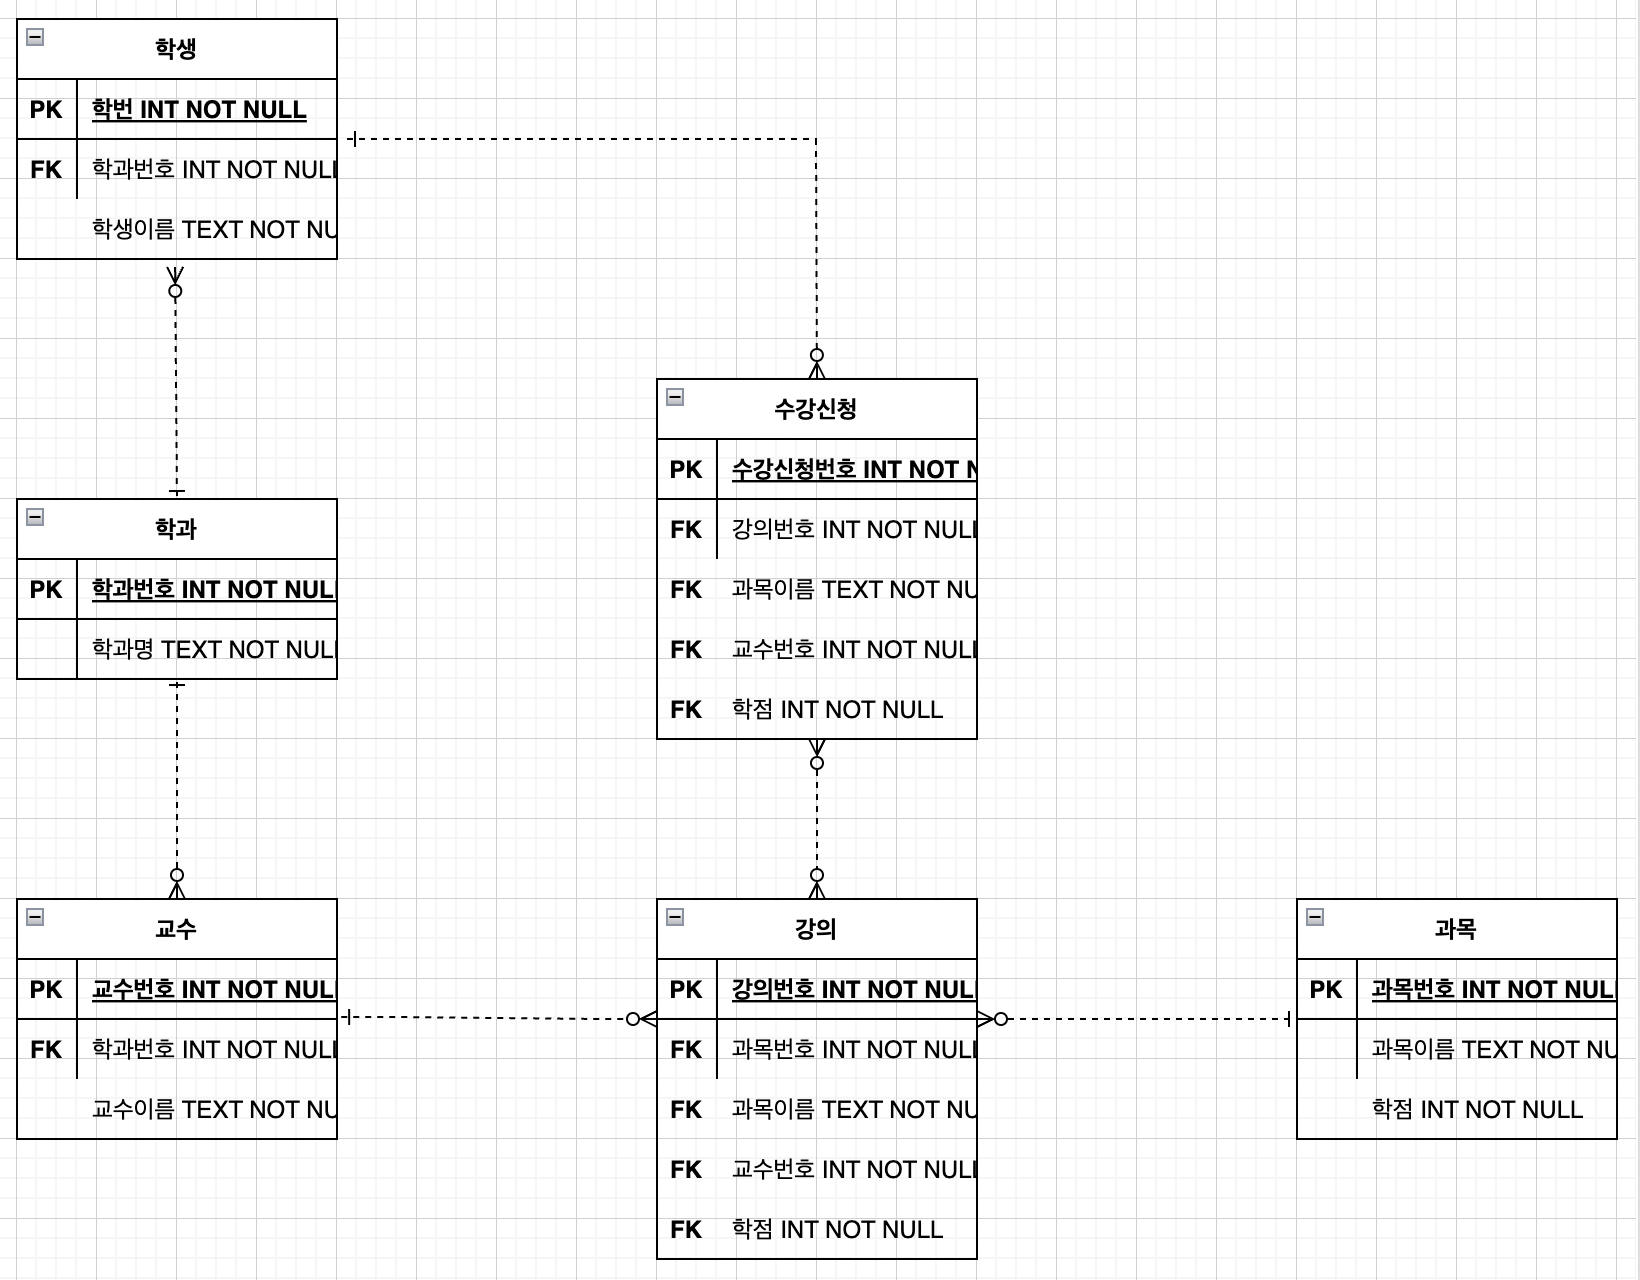 학생
PK 학번 INT NOT NULL
FK 학과번호 INT NOT NULL
학생이름 TEXT NOT NU
수강신청
PK 수강신청번호 INT NOT N
FK 강의번호 INT NOT NULL
FK 과목이름 TEXT NOT NU
FK 교수번호 INT NOT NULL
FK 학점 INT NOT NULL
학과
PK 학과번호 INT NOT NULL
학과명 TEXT NOT NULL
교수
PK 교수번호 INT NOT NULL
FK 학과번호 INT NOT NULL
교수이름 TEXT NOT NU
강의
PK 강의번호 INT NOT NULL
FK 과목번호 INT NOT NULL
FK 과목이름 TEXT NOT NU
FK 교수번호 INT NOT NULL
FK 학점 INT NOT NULL
과목
PK 과목번호 INT NOT NULL
과목이름 TEXT NOT NU
학점 INT NOT NULL